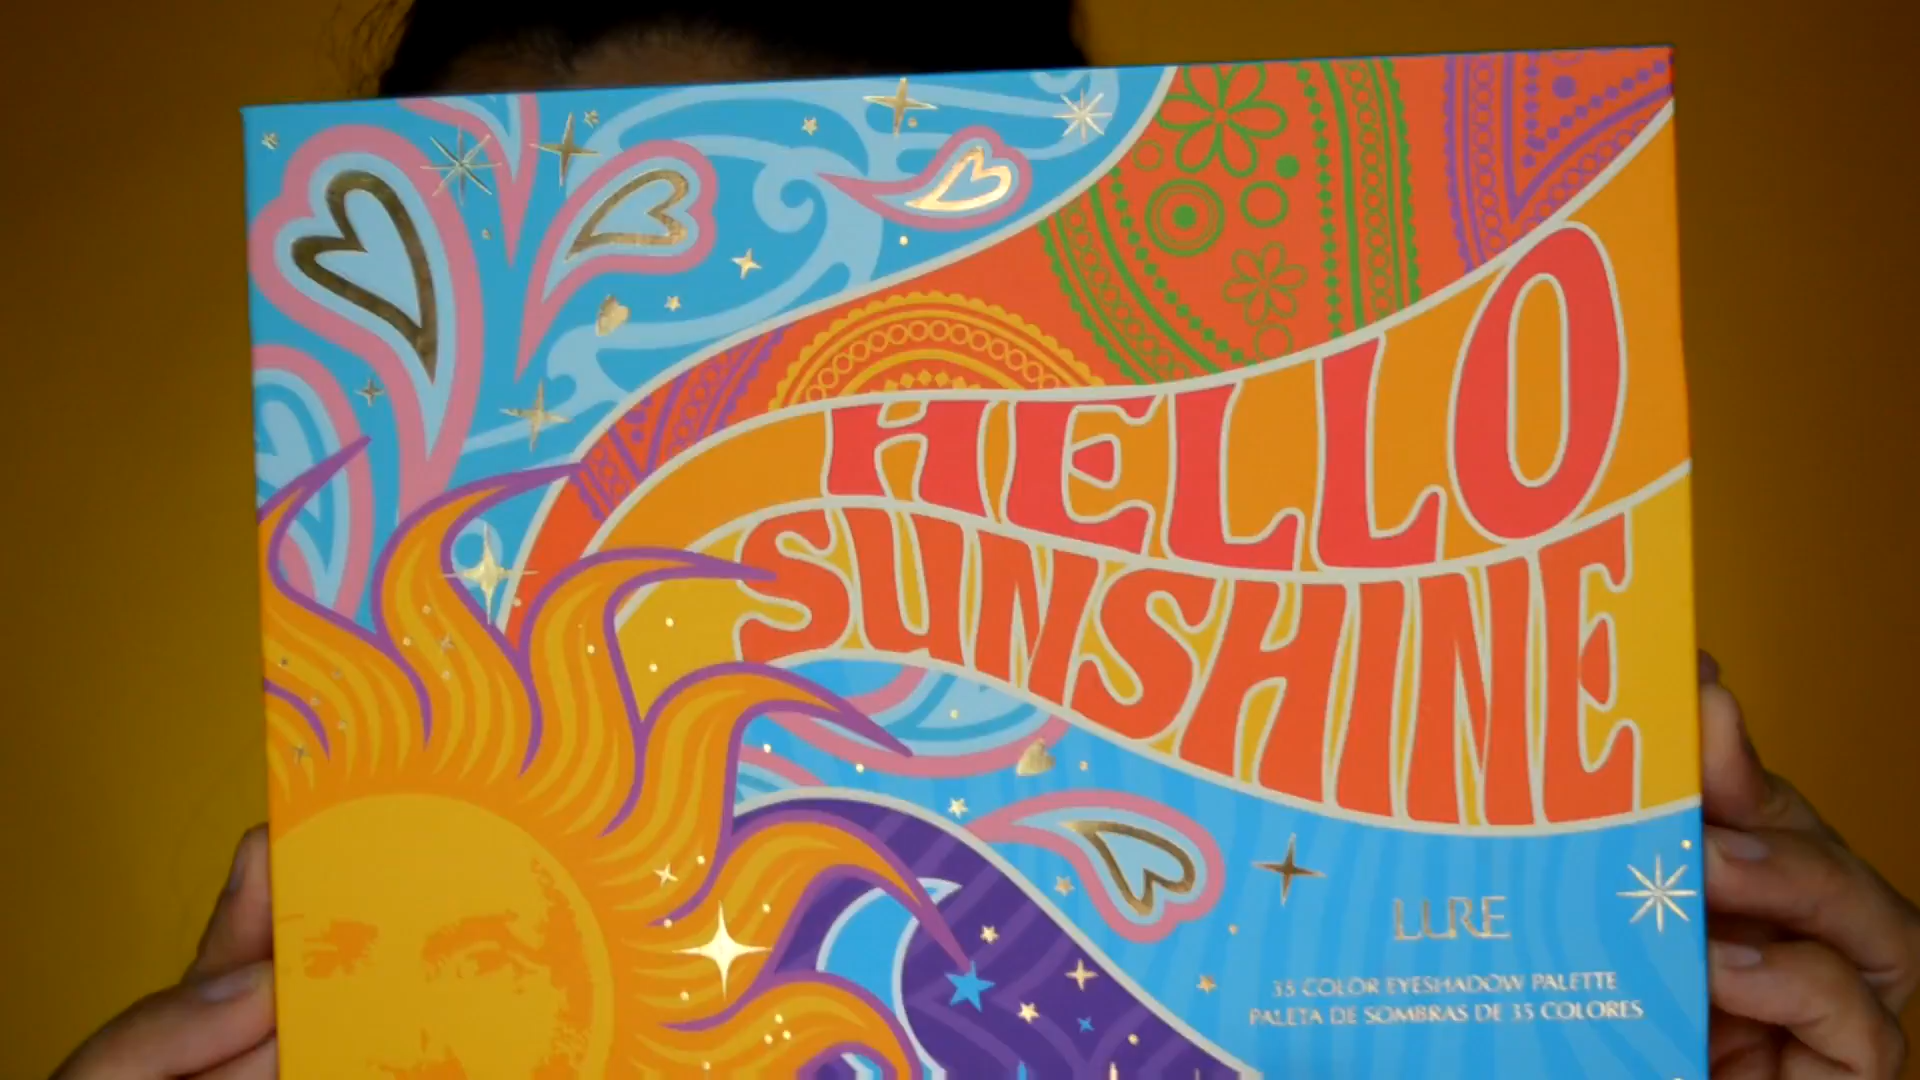 HELLO
SUNSHINE
LURE
35 COLOR EYESHADOW PALETTE
PALETA DE SOMBRAS DE 35 COLORES